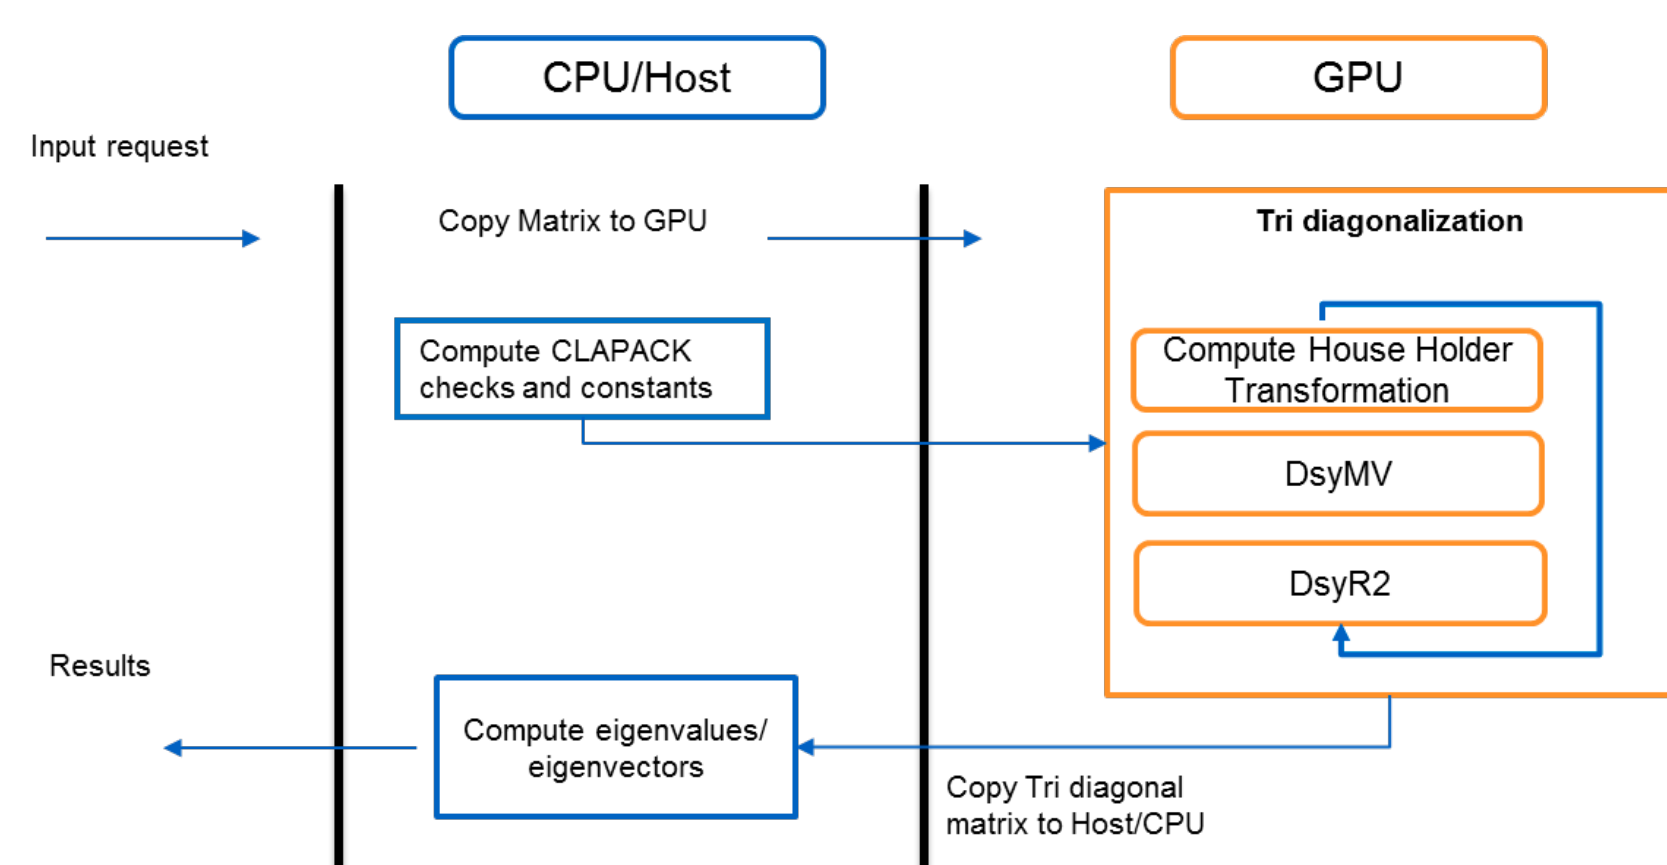 CPU/Host
GPU
Input request
Copy Matrix to GPU
Tri diagonalization
Compute CLAPACK
checks and constants
Compute House Holder
Transformation
DsyMV
DsyR2
Results
Compute eigenvalues/
eigenvectors
Copy Tri diagonal
matrix to Host/CPU